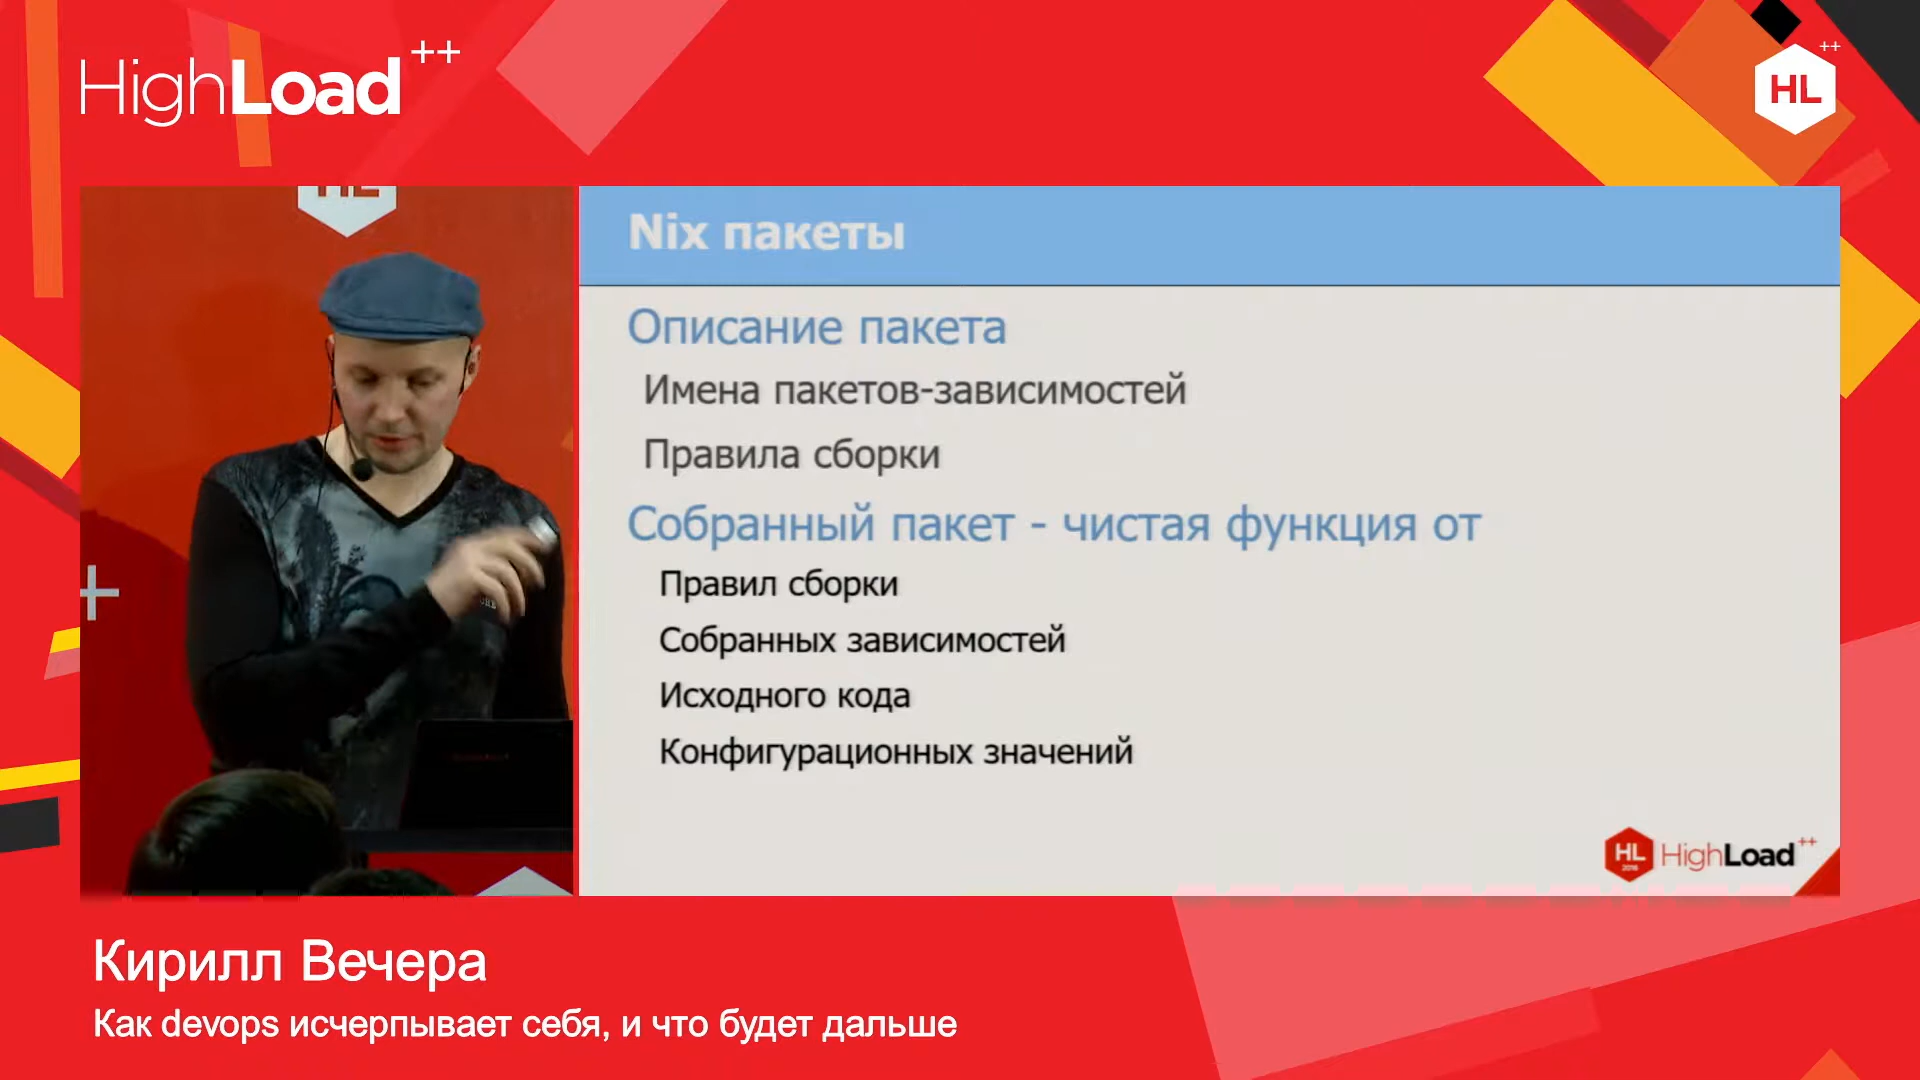 HighLoad++
HL++
HL
Nix пакеты
Описание пакета
Имена пакетов-зависимостей
Правила сборки
Собранный пакет - чистая функция от
Правил сборки
Собранных зависимостей
Исходного кода
Конфигурационных значений
HL HighLoad++
Кирилл Вечера
Как devops исчерпывает себя, и что будет дальше